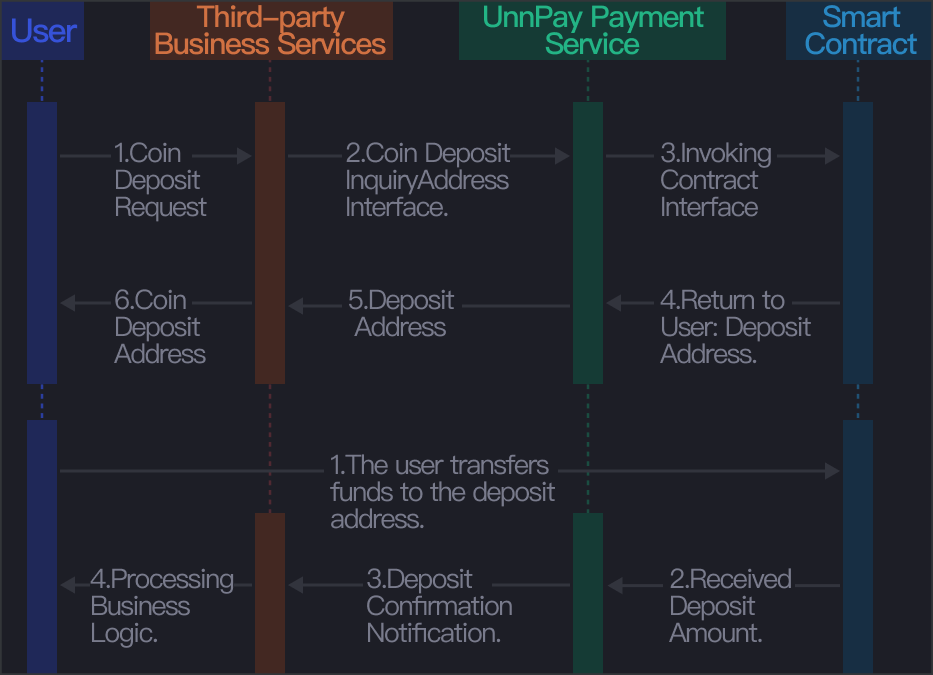 User
Third-party
Business Services
UnnPay Payment
Service
Smart
Contract
1.Coin
Deposit
Request
2.Coin Deposit
InquiryAddress
Interface.
3.Invoking
Contract
Interface
6.Coin
Deposit
Address
5.Deposit
Address
4.Return to
User: Deposit
Address.
1.The user transfers
funds to the deposit
address.
4.Processing
Business
Logic.
3.Deposit
Confirmation
Notification.
2.Received
Deposit
Amount.